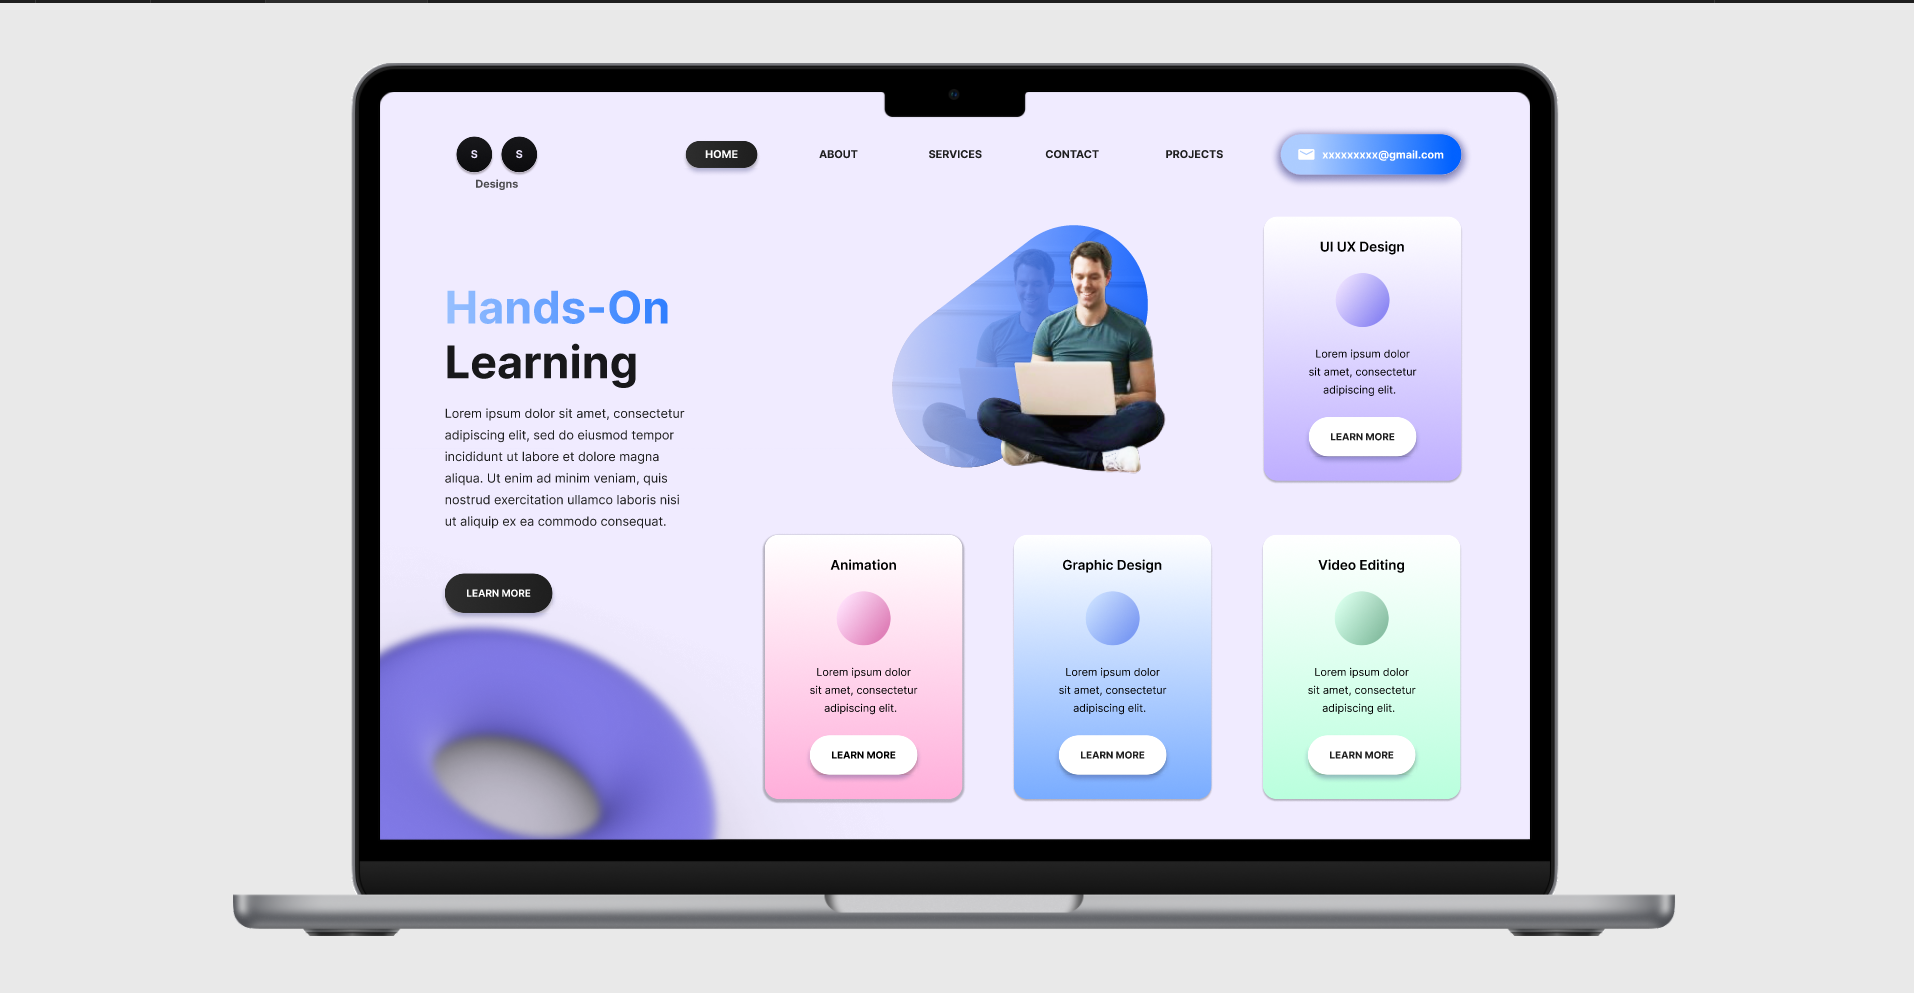 S S
Designs
HOME
ABOUT
SERVICES
CONTACT
PROJECTS
xxxxxxxxx@gmail.com
Hands-On
Learning
Lorem ipsum dolor sit amet, consectetur
adipiscing elit, sed do eiusmod tempor
incididunt ut labore et dolore magna
aliqua. Ut enim ad minim veniam, quis
nostrud exercitation ullamco laboris nisi
ut aliquip ex ea commodo consequat.
LEARN MORE
UI UX Design
Lorem ipsum dolor
sit amet, consectetur
adipiscing elit.
LEARN MORE
Animation
Lorem ipsum dolor
sit amet, consectetur
adipiscing elit.
LEARN MORE
Graphic Design
Lorem ipsum dolor
sit amet, consectetur
adipiscing elit.
LEARN MORE
Video Editing
Lorem ipsum dolor
sit amet, consectetur
adipiscing elit.
LEARN MORE